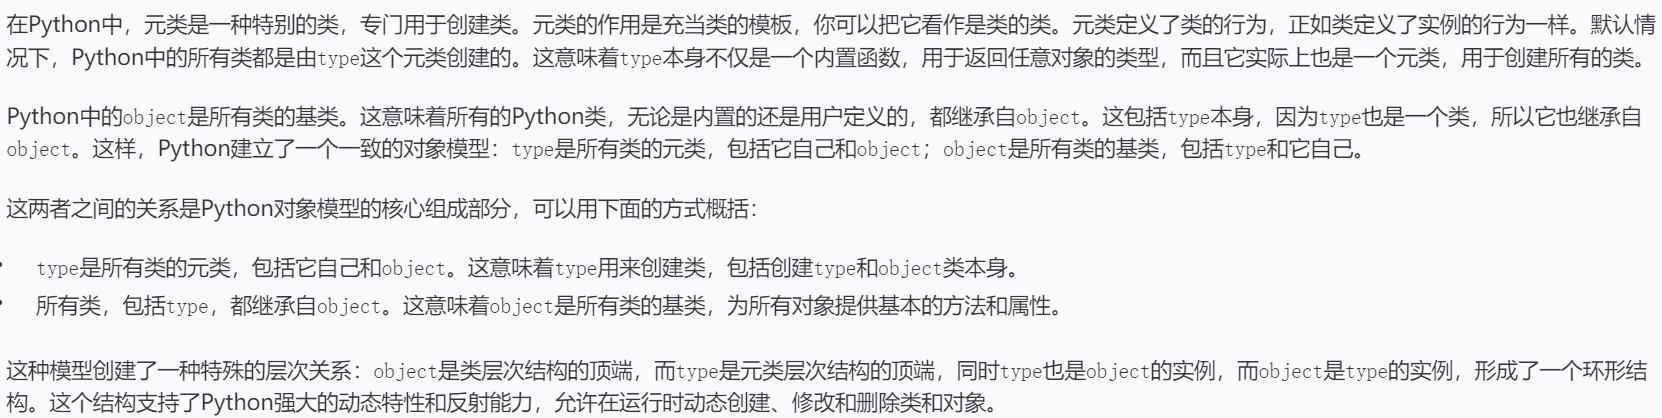 在Python中，元类是一种特别的类，专门用于创建类。元类的作用是充当类的模板，你可以把它看作是类的类。元类定义了类的行为，正如类定义了实例的行为一样。默认情
况下，Python中的所有类都是由type这个元类创建的。这意味着type本身不仅是一个内置函数，用于返回任意对象的类型，而且它实际上也是一个元类，用于创建所有的类。
Python中的object是所有类的基类。这意味着所有的Python类，无论是内置的还是用户定义的，都继承自object。这包括type本身，因为type也是一个类，所以它也继承自
object。这样，Python建立了一个一致的对象模型：type是所有类的元类，包括它自己和object；object是所有类的基类，包括type和它自己。
这两者之间的关系是Python对象模型的核心组成部分，可以用下面的方式概括：
• type是所有类的元类，包括它自己和object。这意味着type用来创建类，包括创建type和object类本身。
• 所有类，包括type，都继承自object。这意味着object是所有类的基类，为所有对象提供基本的方法和属性。
这种模型创建了一种特殊的层次关系：object是类层次结构的顶端，而type是元类层次结构的顶端，同时type也是object的实例，而object是type的实例，形成了一个环形结
构。这个结构支持了Python强大的动态特性和反射能力，允许在运行时动态创建、修改和删除类和对象。